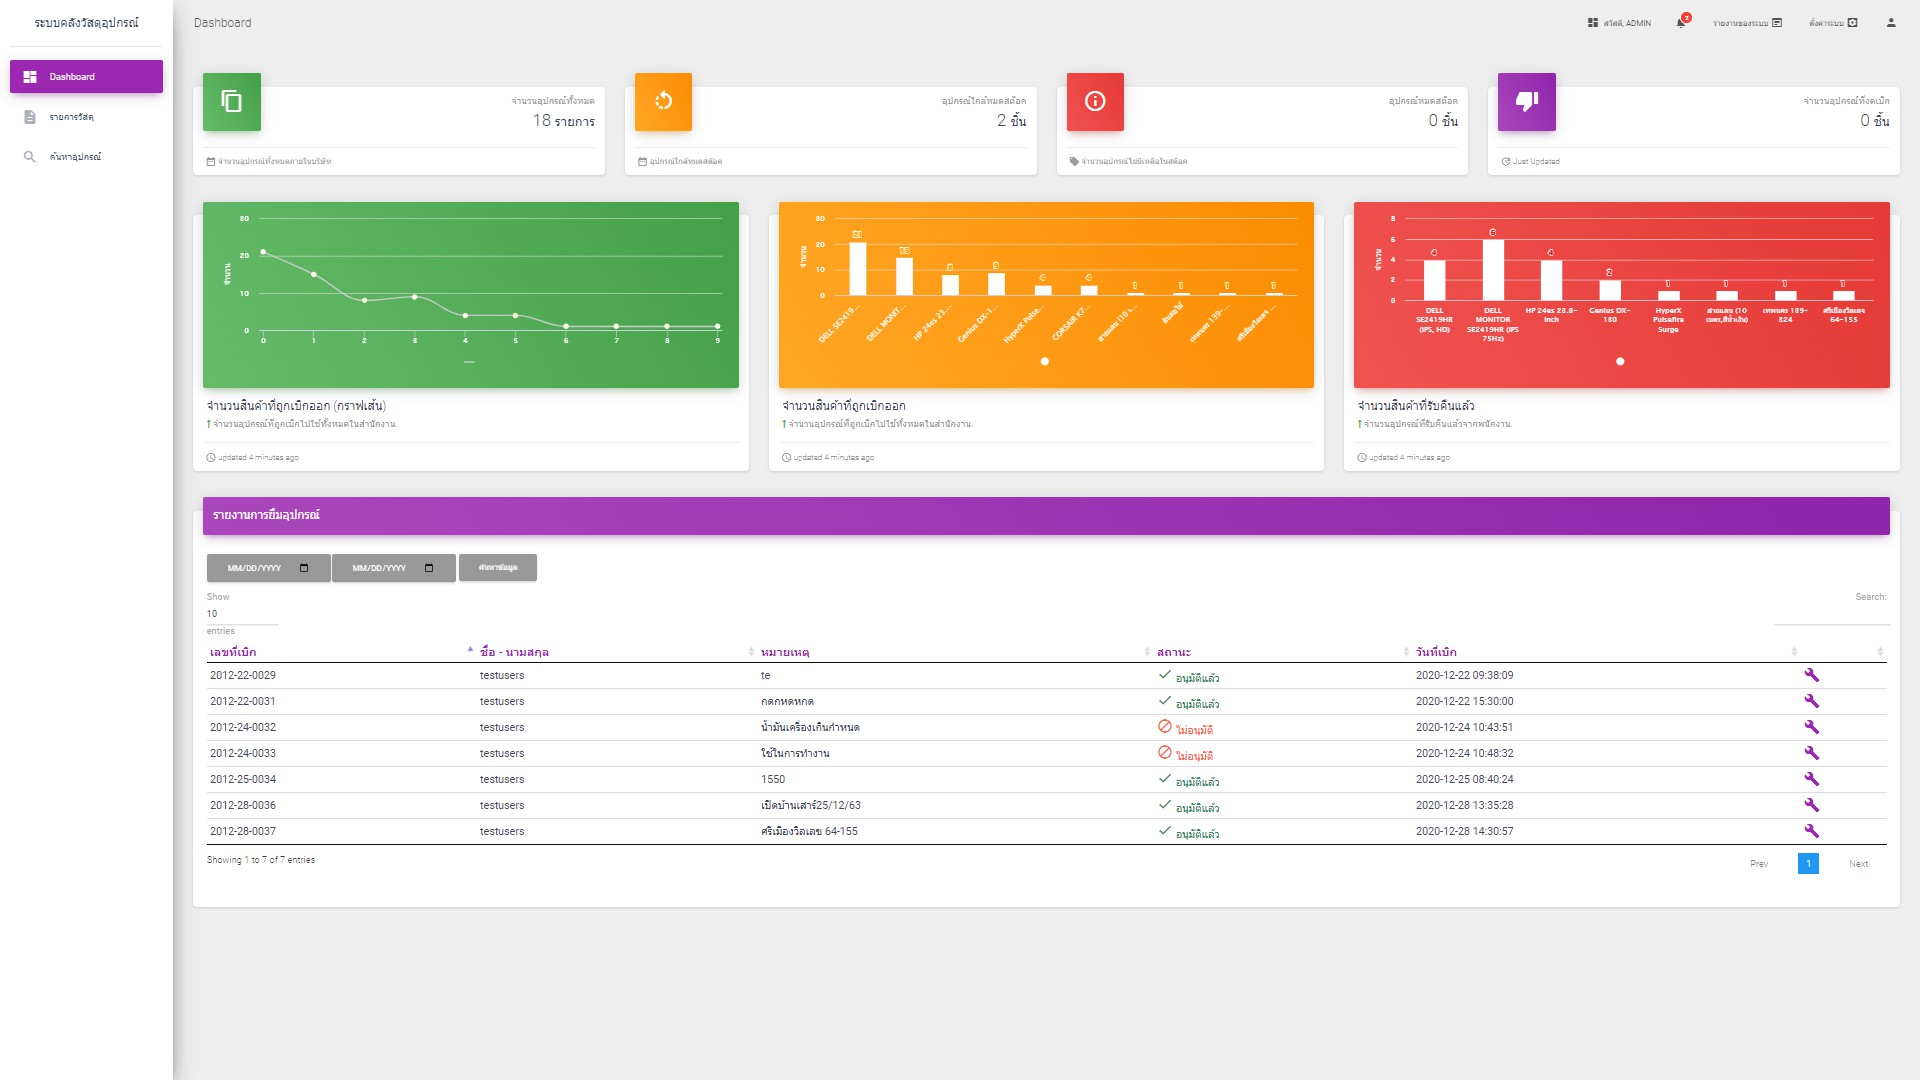 ระบบคลังวัสดุอุปกรณ์
Dashboard
รายการวัสดุ
ค้นหาอุปกรณ์
Dashboard
สวัสดี, ADMIN
2
รายงานของระบบ
ตั้งค่าระบบ
จำนวนอุปกรณ์ทั้งหมด
18 รายการ
จำนวนอุปกรณ์ทั้งหมดภายในบริษัท
อุปกรณ์ใกล้หมดสต๊อค
2 ชิ้น
อุปกรณ์ใกล้หมดสต๊อค
อุปกรณ์หมดสต๊อค
0 ชิ้น
จำนวนอุปกรณ์ไม่มีเหลือในสต๊อค
จำนวนอุปกรณ์ที่งดเบิก
0 ชิ้น
Just Updated
จำนวน
30
20
10
0
0 1 2 3 4 5 6 7 8 9
จำนวนสินค้าที่ถูกเบิกออก (กราฟเส้น)
จำนวนอุปกรณ์ที่ถูกเบิกไปใช้ทั้งหมดในสำนักงาน.
updated 4 minutes ago
จำนวน
30
20
10
0
DELL SE2419...
DELL MONIT...
HP 24es 23....
Genius DX-1...
HyperX Pulse...
CORSAIR K7...
สายแลน (10 เ...
เทพนคร 189-...
ศรีเมืองวิลเลจ ...
จำนวนสินค้าที่ถูกเบิกออก
จำนวนอุปกรณ์ที่ถูกเบิกไปใช้ทั้งหมดในสำนักงาน.
updated 4 minutes ago
จำนวน
8
6
4
2
0
4 6 4 2 1 1 1 1
DELL SE2419HR (IPS, HD)
DELL MONITOR SE2419HR (IPS 75Hz)
HP 24es 23.8-inch
Genius DX-180
HyperX Pulsefire Surge
สายแลน (10 เมตร,สีน้ำเงิน)
เทพนคร 189-324
ศรีเมืองวิลเลจ 64-155
จำนวนสินค้าที่รับคืนแล้ว
จำนวนอุปกรณ์ที่รับคืนแล้วจากพนักงาน.
updated 4 minutes ago
รายงานการยืมอุปกรณ์
MM/DD/YYYY MM/DD/YYYY ค้นหาข้อมูล
Show
10
entries
Search:
เลขที่เบิก ชื่อ - นามสกุล หมายเหตุ สถานะ วันที่เบิก
2012-22-0029 testusers te อนุมัติแล้ว 2020-12-22 09:38:09
2012-22-0031 testusers กดกหดหกด อนุมัติแล้ว 2020-12-22 15:30:00
2012-24-0032 testusers น้ำมันเครื่องเกินกำหนด ไม่อนุมัติ 2020-12-24 10:43:51
2012-24-0033 testusers ใช้ในการทำงาน ไม่อนุมัติ 2020-12-24 10:48:32
2012-25-0034 testusers 1550 อนุมัติแล้ว 2020-12-25 08:40:24
2012-28-0036 testusers เปิดบ้านเสาร์25/12/63 อนุมัติแล้ว 2020-12-28 13:35:28
2012-28-0037 testusers ศรีเมืองวิลเลข 64-155 อนุมัติแล้ว 2020-12-28 14:30:57
Showing 1 to 7 of 7 entries
Prev 1 Next